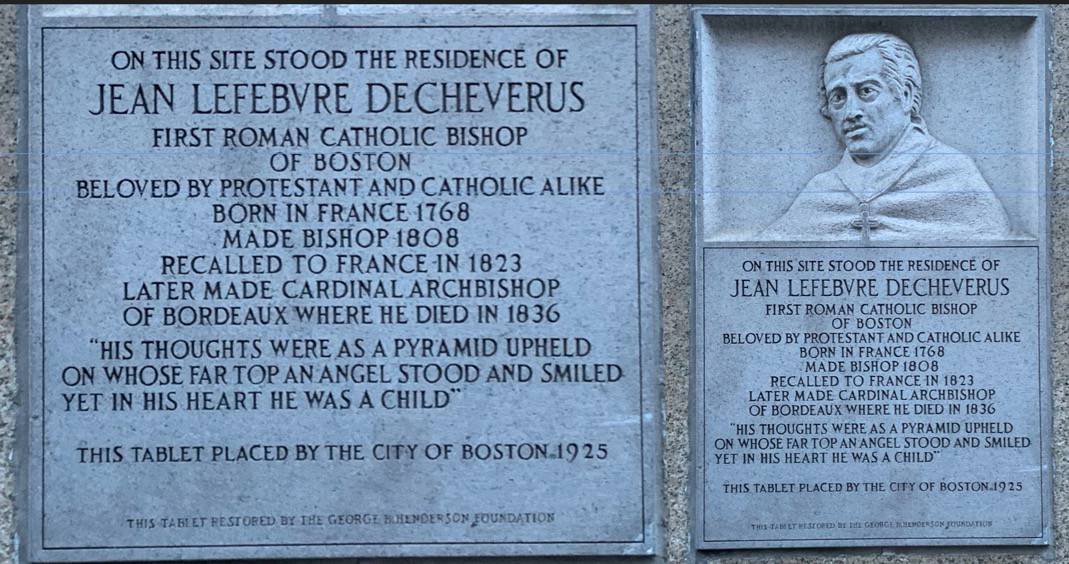 ON THIS SITE STOOD THE RESIDENCE OF
JEAN LEFEBVRE DECHEVERUS
FIRST ROMAN CATHOLIC BISHOP
OF BOSTON
BELOVED BY PROTESTANT AND CATHOLIC ALIKE
BORN IN FRANCE 1768
MADE BISHOP 1808
RECALLED TO FRANCE IN 1823
LATER MADE CARDINAL ARCHBISHOP
OF BORDEAUX WHERE HE DIED IN 1836
"HIS THOUGHTS WERE AS A PYRAMID UPHELD
ON WHOSE FAR TOP AN ANGEL STOOD AND SMILED
YET IN HIS HEART HE WAS A CHILD"
THIS TABLET PLACED BY THE CITY OF BOSTON 1925
THIS TABLET RESTORED BY THE GEORGE B. HENDERSON FOUNDATION
ON THIS SITE STOOD THE RESIDENCE OF
JEAN LEFEBVRE DECHEVERUS
FIRST ROMAN CATHOLIC BISHOP
OF BOSTON
BELOVED BY PROTESTANT AND CATHOLIC ALIKE
BORN IN FRANCE 1768
MADE BISHOP 1808
RECALLED TO FRANCE IN 1823
LATER MADE CARDINAL ARCHBISHOP
OF BORDEAUX WHERE HE DIED IN 1836
"HIS THOUGHTS WERE AS A PYRAMID UPHELD
ON WHOSE FAR TOP AN ANGEL STOOD AND SMILED
YET IN HIS HEART HE WAS A CHILD"
THIS TABLET PLACED BY THE CITY OF BOSTON 1925
THIS TABLET RESTORED BY THE GEORGE B. HENDERSON FOUNDATION